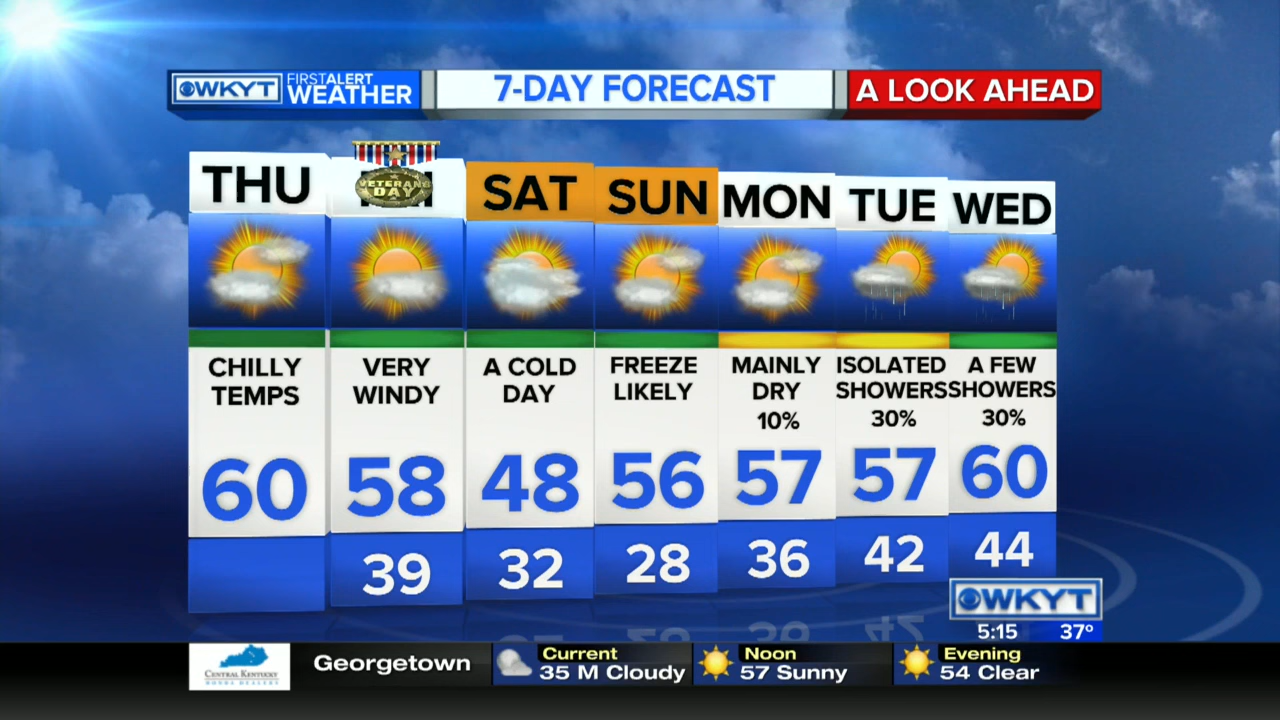 WKYT FIRST ALERT WEATHER
7-DAY FORECAST
A LOOK AHEAD
THU
VETERANS DAY
SAT
SUN
MON
TUE
WED
CHILLY
TEMPS
60
VERY
WINDY
58
39
A COLD
DAY
48
32
FREEZE
LIKELY
56
28
MAINLY
DRY
10%
57
36
ISOLATED
SHOWERS
30%
57
42
A FEW
SHOWERS
30%
60
44
WKYT
5:15 37°
CENTRAL KENTUCKY
Georgetown
Current
35 M Cloudy
Noon
57 Sunny
Evening
54 Clear